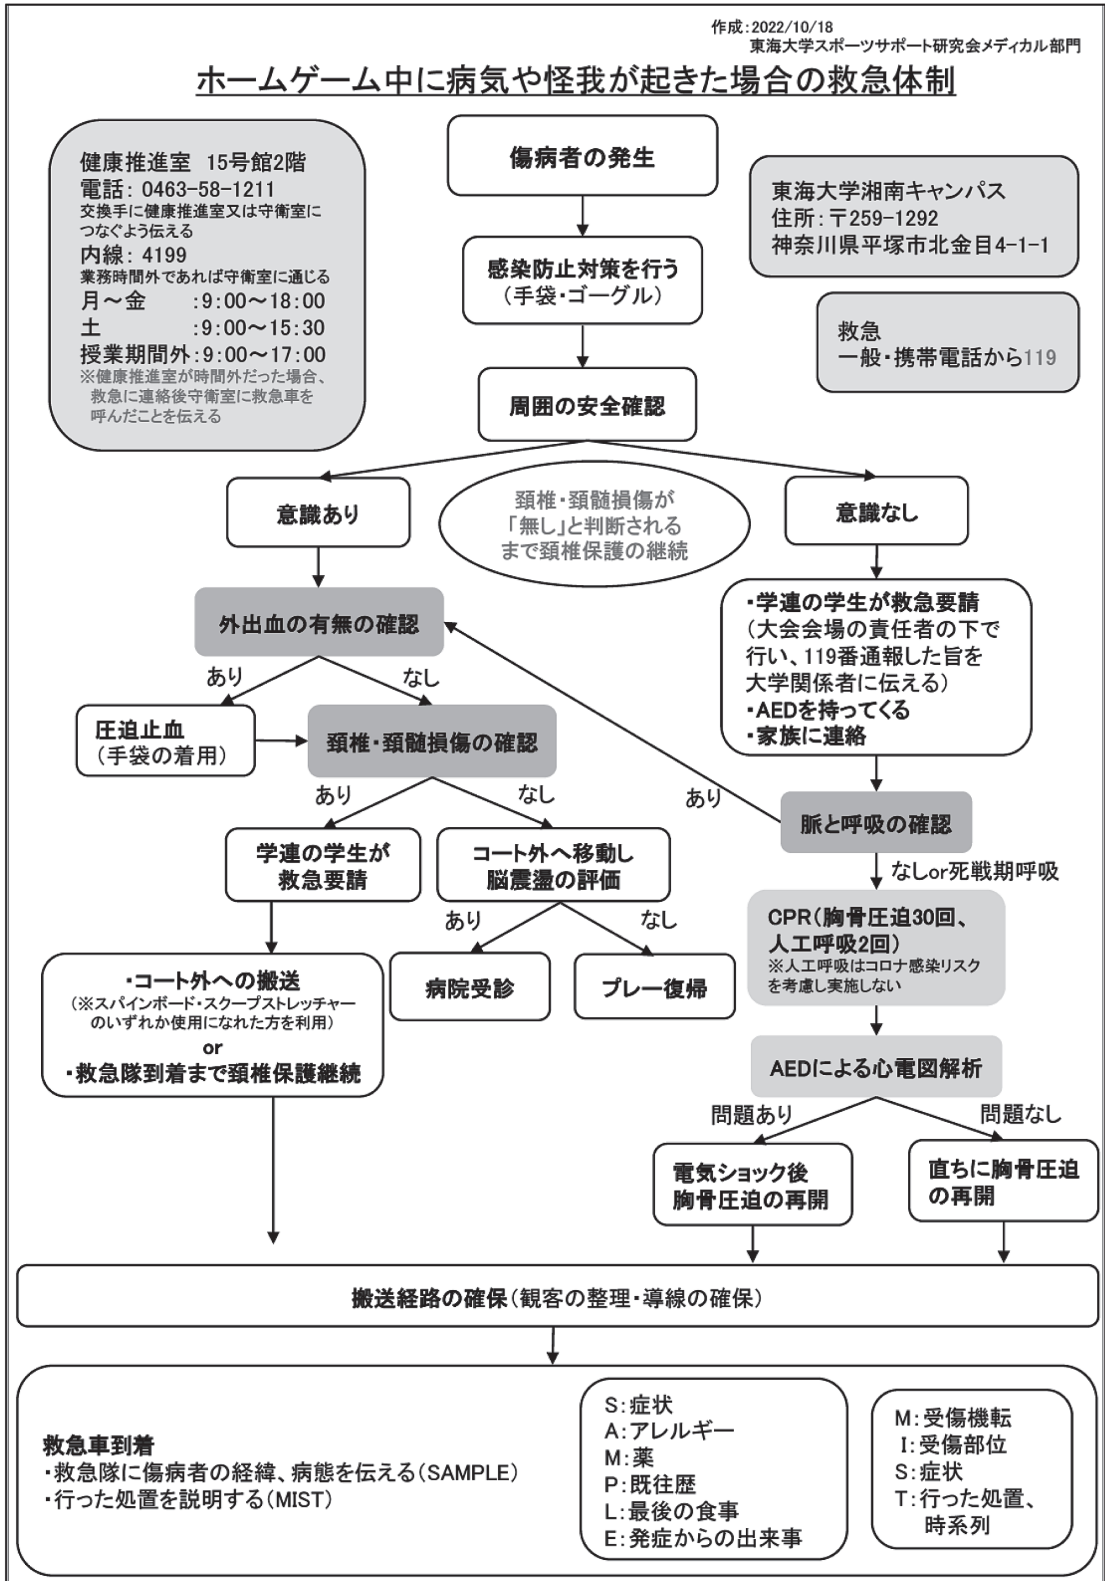 作成：2022/10/18
東海大学スポーツサポート研究会メディカル部門
ホームゲーム中に病気や怪我が起きた場合の救急体制
健康推進室　15号館2階
電話：0463-58-1211
交換手に健康推進室又は守衛室に
つなぐよう伝える
内線：4199
業務時間外であれば守衛室に通じる
月～金　：9:00～18:00
土　：9:00～15:30
授業期間外：9:00～17:00
※健康推進室が時間外だった場合、
救急に連絡後守衛室に救急車を
呼んだことを伝える
傷病者の発生
東海大学湘南キャンパス
住所：〒259-1292
神奈川県平塚市北金目4-1-1
感染防止対策を行う
（手袋・ゴーグル）
救急
一般・携帯電話から119
周囲の安全確認
意識あり
頚椎・頚髄損傷が
「無し」と判断される
まで頚椎保護の継続
意識なし
外出血の有無の確認
・学連の学生が救急要請
（大会会場の責任者の下で
行い、119番通報した旨を
大学関係者に伝える）
・AEDを持ってくる
・家族に連絡
あり
なし
圧迫止血
（手袋の着用）
頚椎・頚髄損傷の確認
あり
なし
あり
脈と呼吸の確認
学連の学生が
救急要請
コート外へ移動し
脳震盪の評価
なしor死戦期呼吸
あり
なし
CPR（胸骨圧迫30回、
人工呼吸2回）
※人工呼吸はコロナ感染リスク
を考慮し実施しない
・コート外への搬送
（※スパインボード・スクープストレッチャー
のいずれか使用になれた方を利用）
or
・救急隊到着まで頚椎保護継続
病院受診
プレー復帰
AEDによる心電図解析
問題あり
問題なし
電気ショック後
胸骨圧迫の再開
直ちに胸骨圧迫
の再開
搬送経路の確保（観客の整理・導線の確保）
救急車到着
・救急隊に傷病者の経緯、病態を伝える（SAMPLE）
・行った処置を説明する（MIST）
S：症状
A：アレルギー
M：薬
P：既往歴
L：最後の食事
E：発症からの出来事
M：受傷機転
I：受傷部位
S：症状
T：行った処置、
時系列